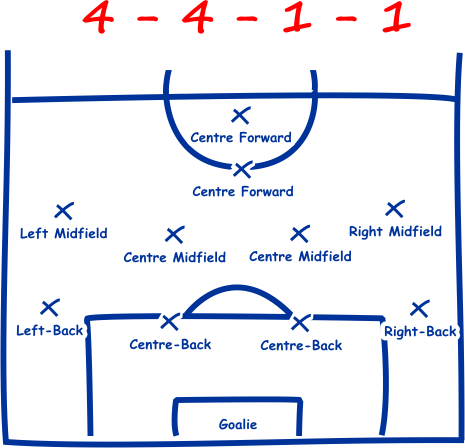 4 - 4 - 1 - 1
Centre Forward
Centre Forward
Left Midfield
Right Midfield
Centre Midfield
Centre Midfield
Left-Back
Right-Back
Centre-Back
Centre-Back
Goalie